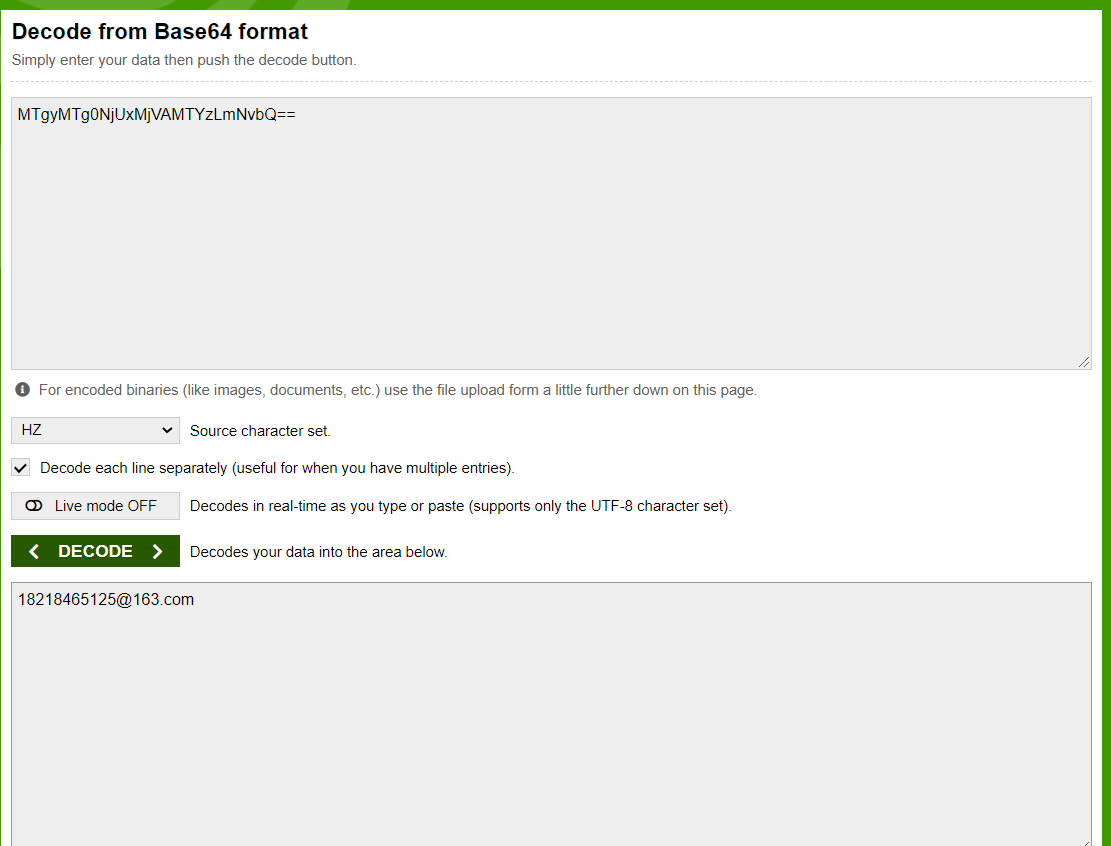 Decode from Base64 format
Simply enter your data then push the decode button.
MTgyMTg0NjUxMjVAMTYzLmNvbQ==
For encoded binaries (like images, documents, etc.) use the file upload form a little further down on this page.
HZ Source character set.
Decode each line separately (useful for when you have multiple entries).
Live mode OFF Decodes in real-time as you type or paste (supports only the UTF-8 character set).
< DECODE > Decodes your data into the area below.
18218465125@163.com